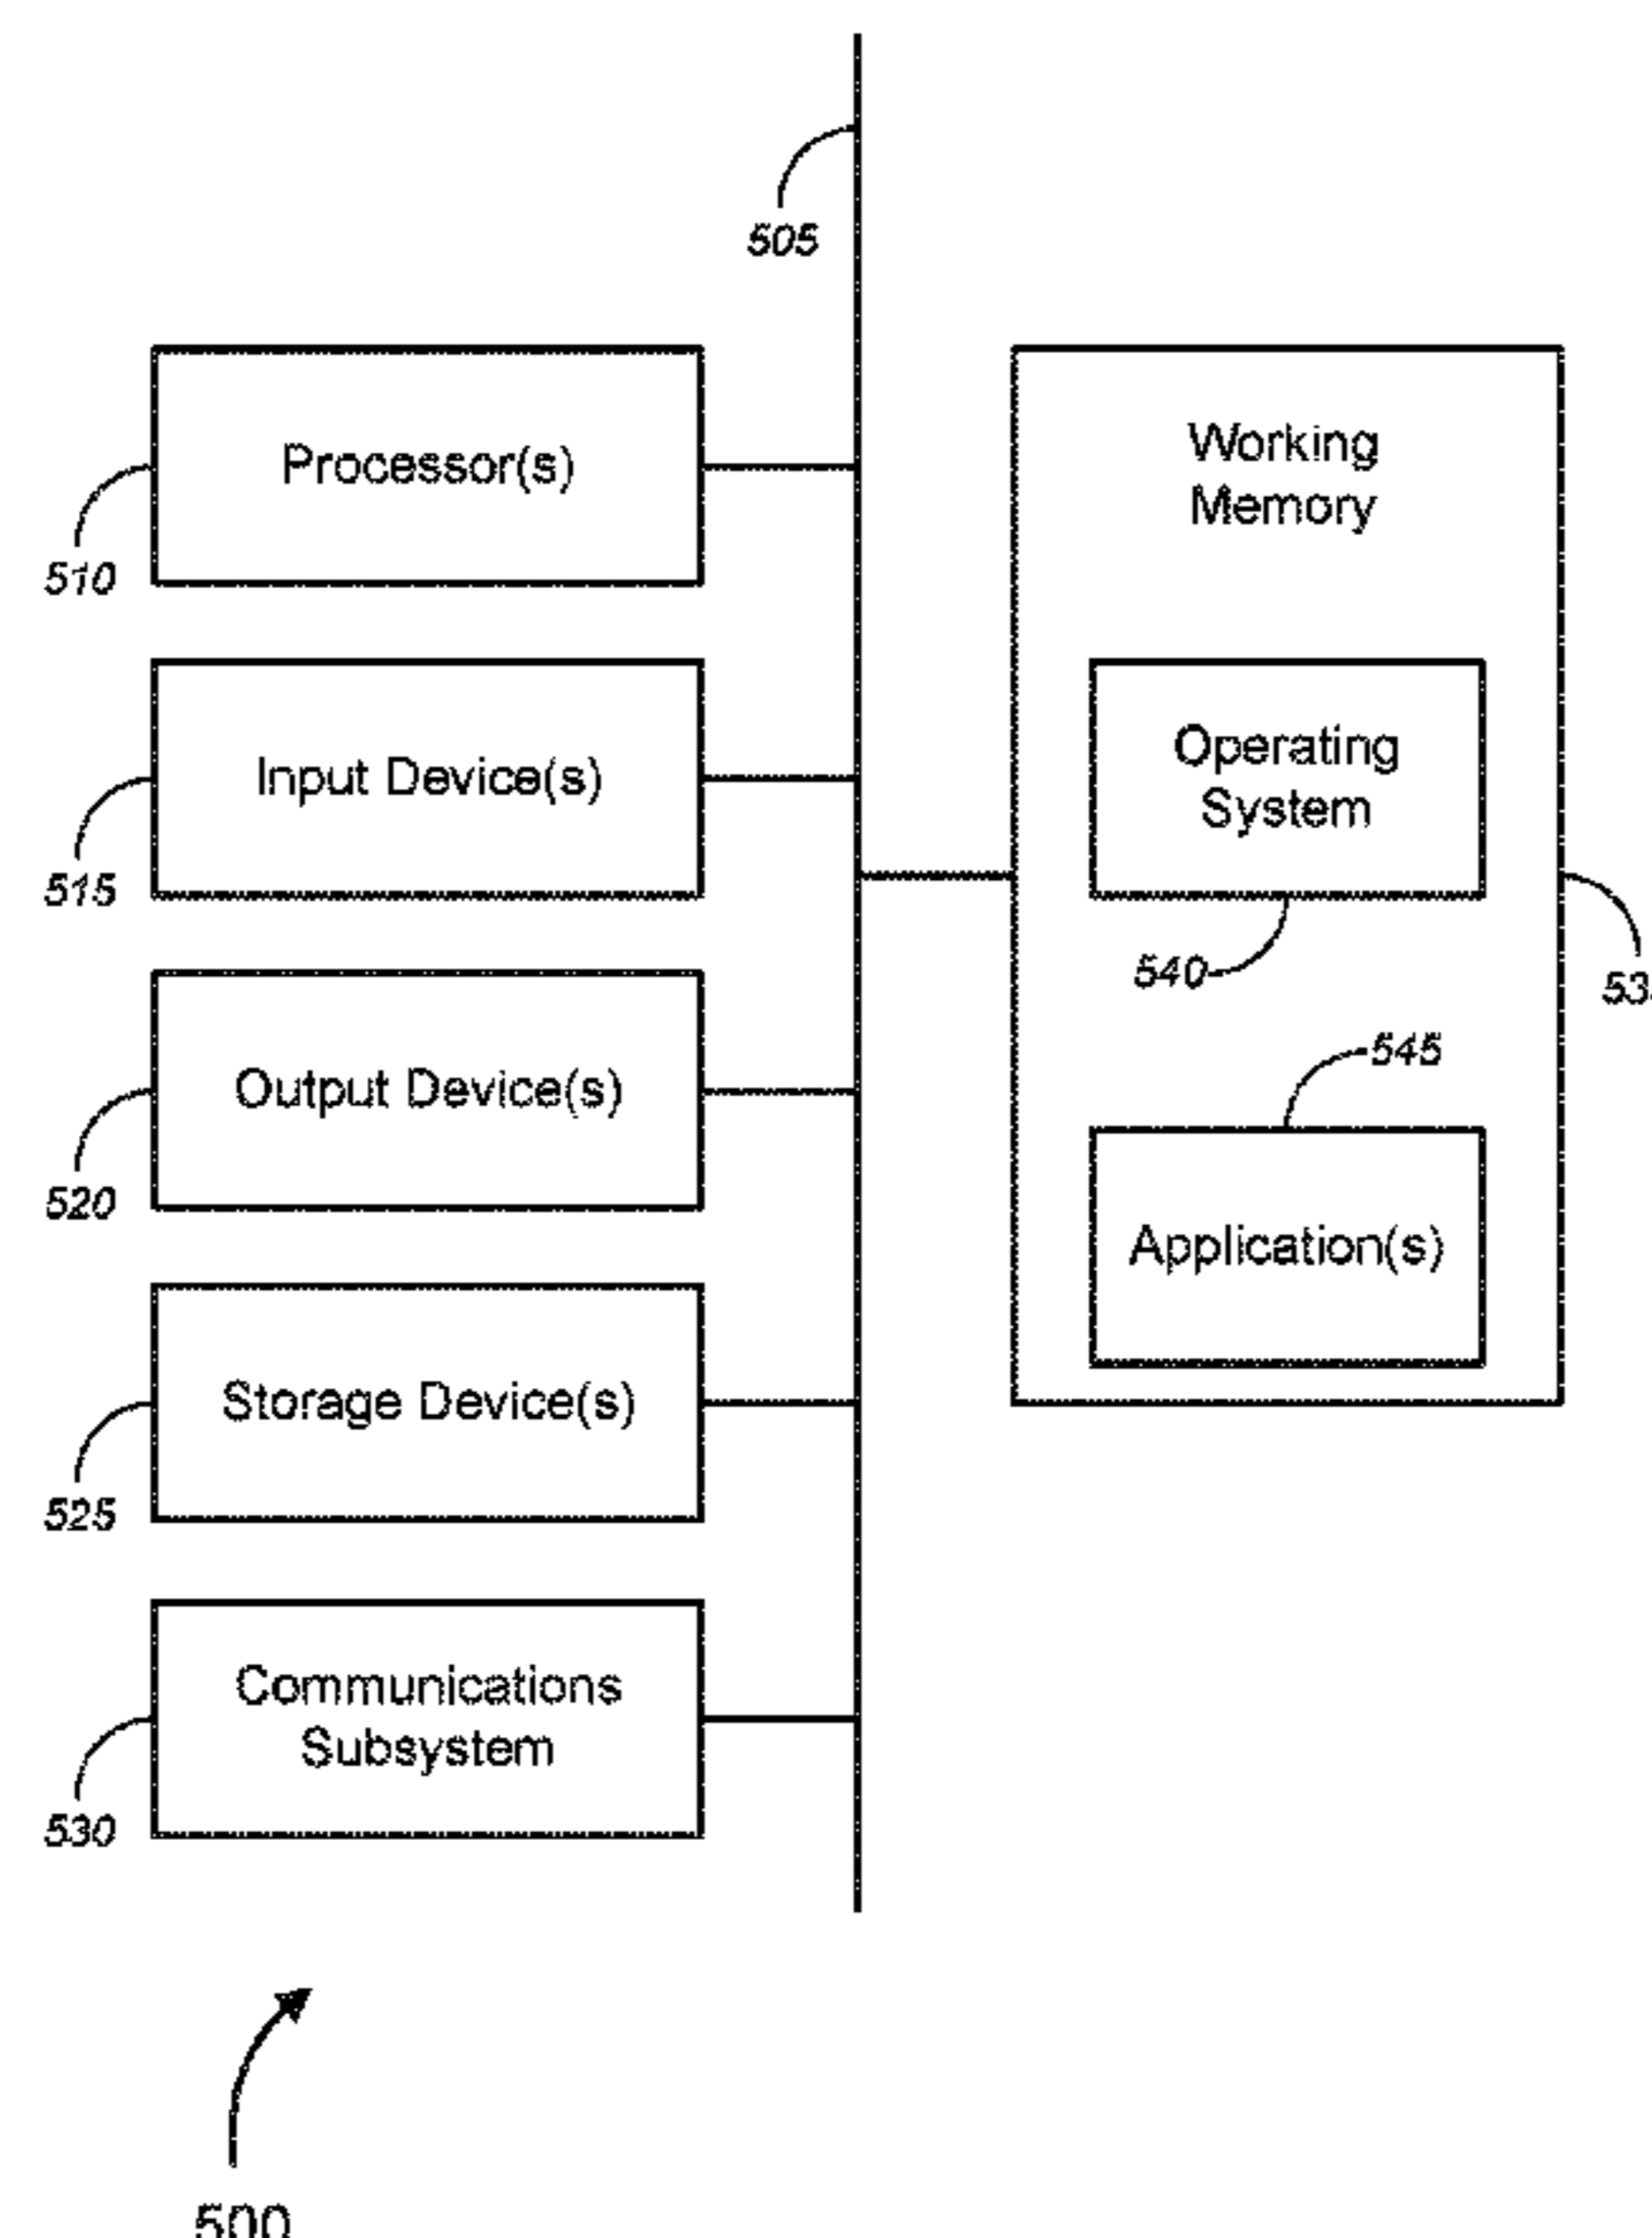 505
Processor(s)
510
Input Device(s)
515
Output Device(s)
520
Storage Device(s)
525
Communications
Subsystem
530
Working
Memory
Operating
System
540
545
Application(s)
500